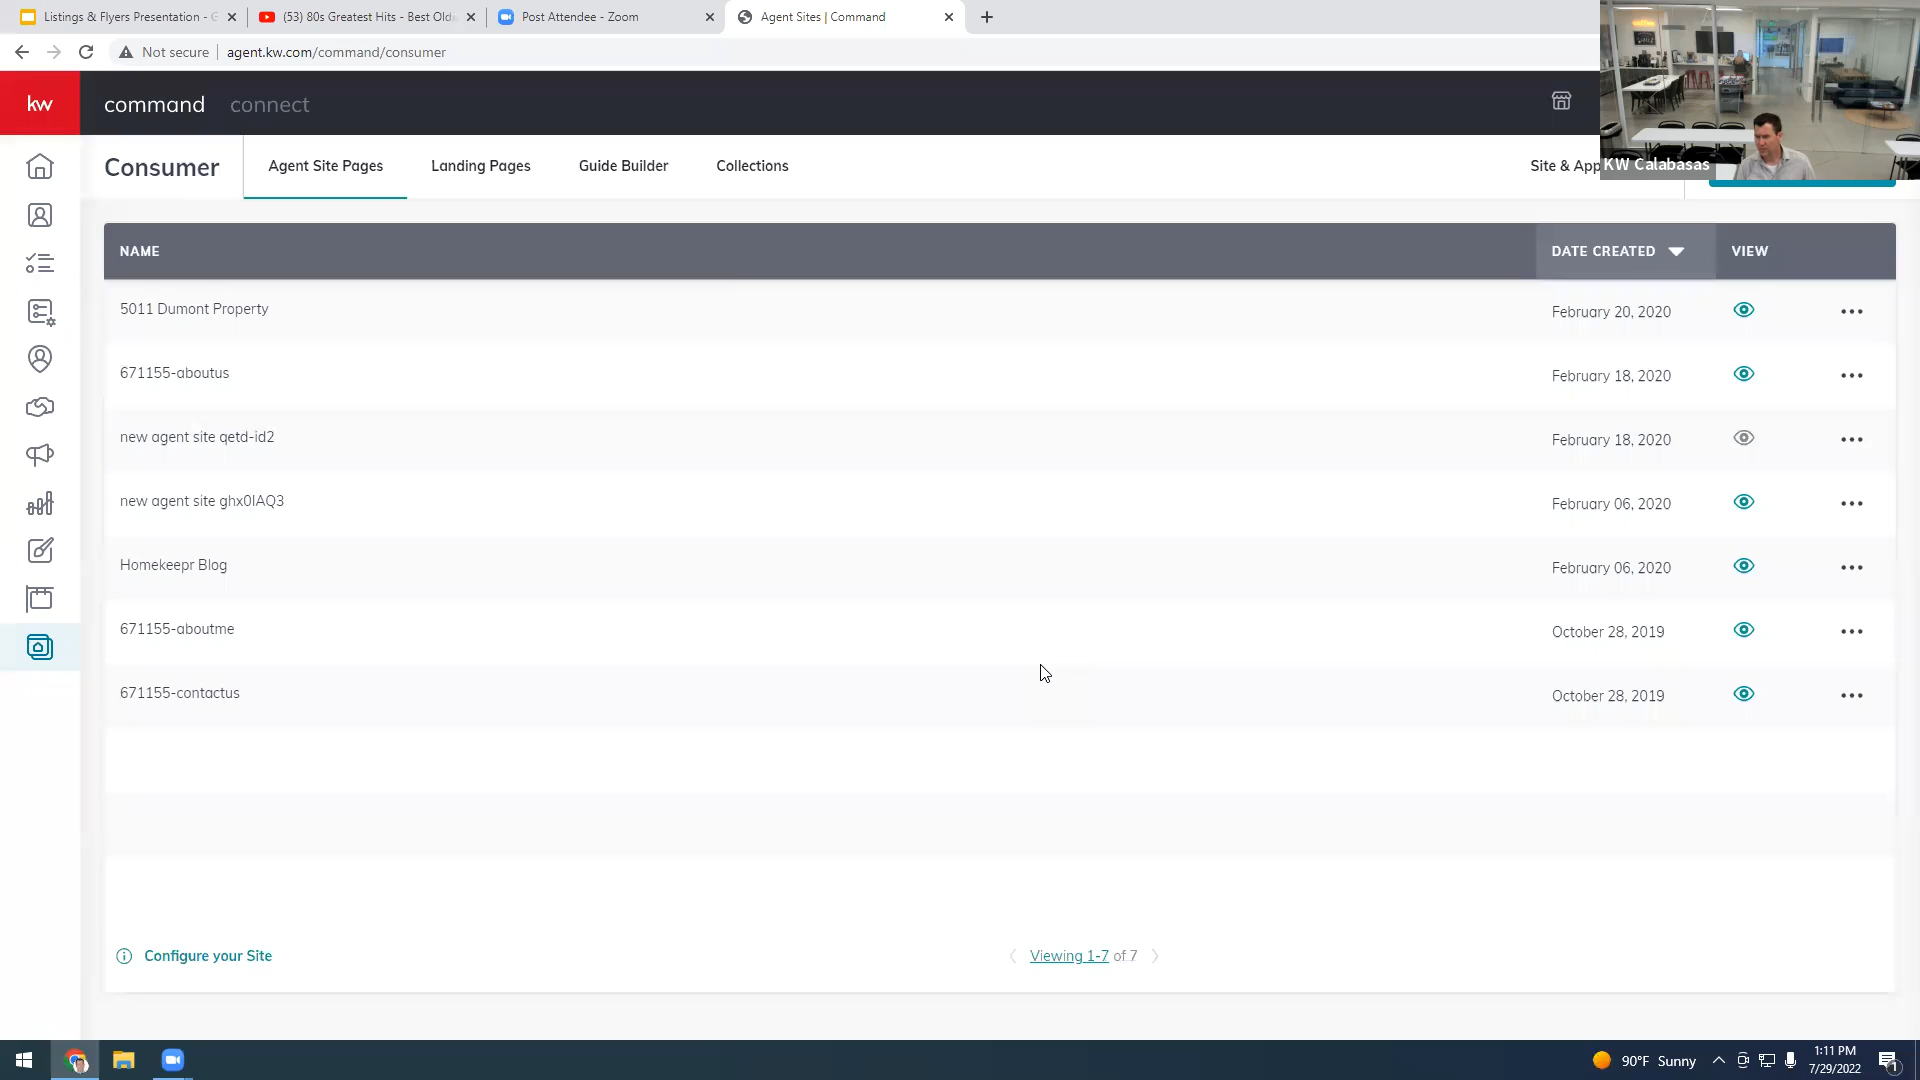 Listings & Flyers Presentation - G
(53) 80s Greatest Hits - Best Olds
Post Attendee - Zoom
Agent Sites | Command
Not secure
agent.kw.com/command/consumer
kw
command
connect
Consumer
Agent Site Pages
Landing Pages
Guide Builder
Collections
Site & App
KW Calabasas
NAME
DATE CREATED
VIEW
5011 Dumont Property
February 20, 2020
671155-aboutus
February 18, 2020
new agent site qetd-id2
February 18, 2020
new agent site ghx0IAQ3
February 06, 2020
Homekeepr Blog
February 06, 2020
671155-aboutme
October 28, 2019
671155-contactus
October 28, 2019
Configure your Site
Viewing 1-7 of 7
90°F Sunny
1:11 PM
7/29/2022
1